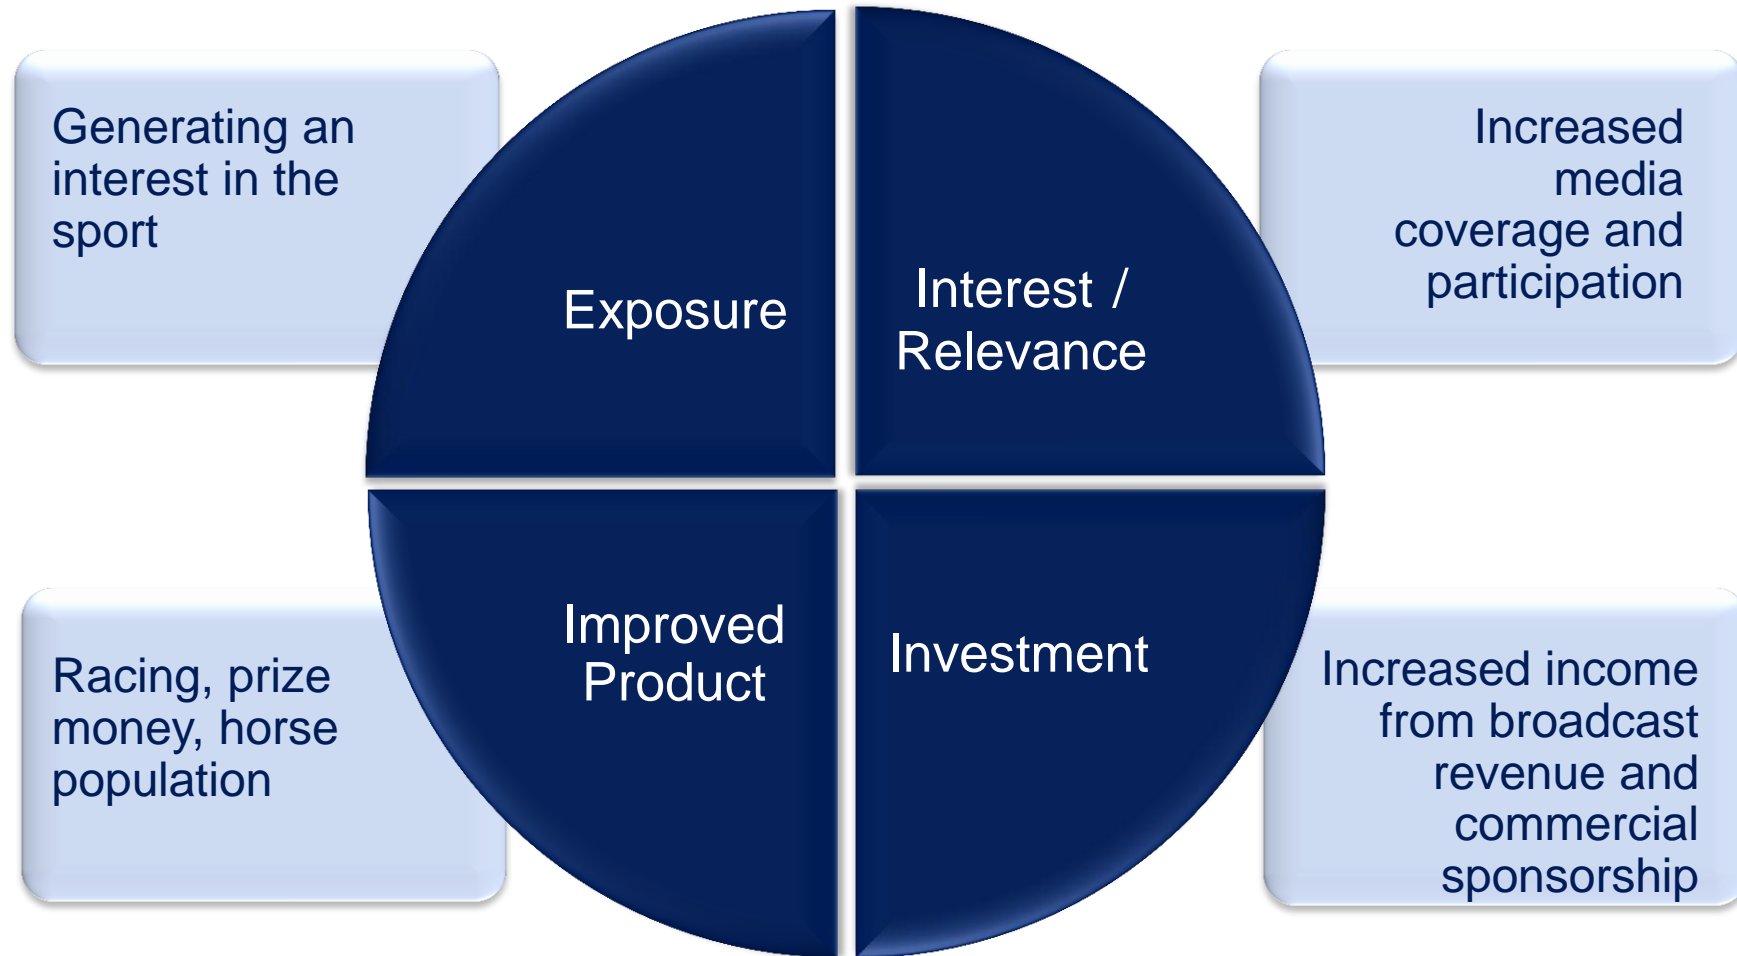 Generating an
interest in the
sport
Exposure
Interest /
Relevance
Increased
media
coverage and
participation
Racing, prize
money, horse
population
Improved
Product
Investment
Increased income
from broadcast
revenue and
commercial
sponsorship